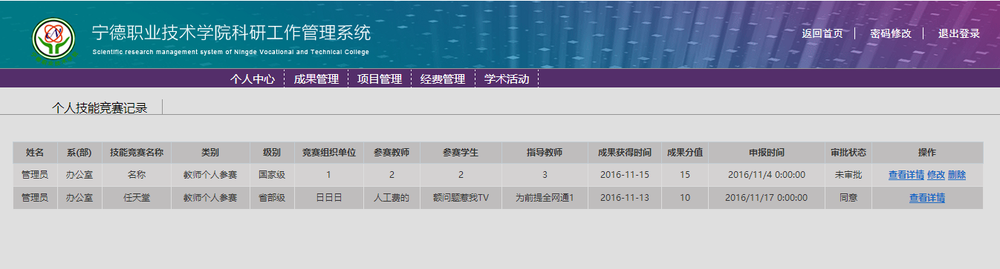 宁德职业技术学院科研工作管理系统
Scientific research management system of Ningde Vocational and Technical College
返回首页 密码修改 退出登录
个人中心 成果管理 项目管理 经费管理 学术活动
个人技能竞赛记录
姓名 系(部) 技能竞赛名称 类别 级别 竞赛组织单位 参赛教师 参赛学生 指导教师 成果获得时间 成果分值 申报时间 审批状态 操作
管理员 办公室 名称 教师个人参赛 国家级 1 2 2 3 2016-11-15 15 2016/11/4 0:00:00 未审批 查看详情 修改 删除
管理员 办公室 任天堂 教师个人参赛 省部级 日日日 人工费的 额问题惹我TV 为前提全网通1 2016-11-13 10 2016/11/17 0:00:00 同意 查看详情